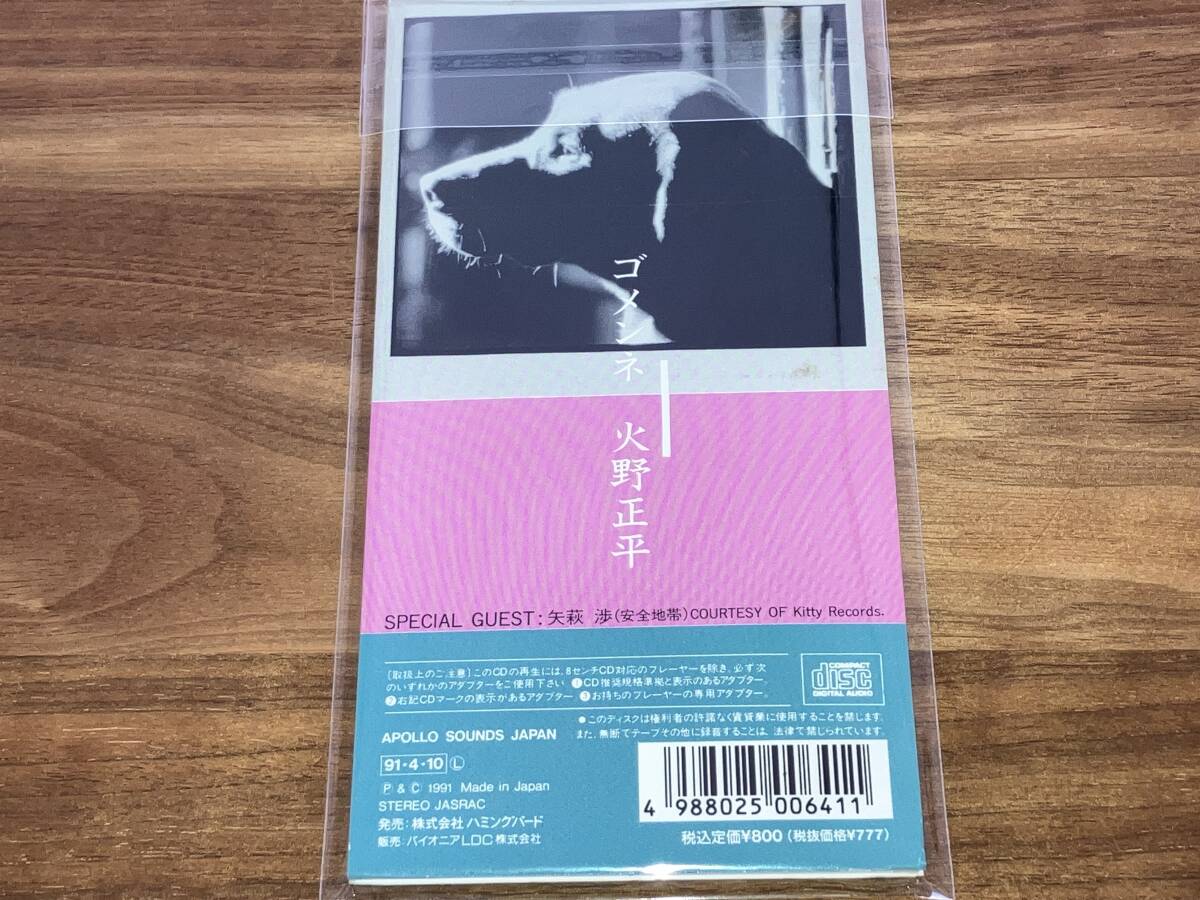 ゴメンネ
火野正平
SPECIAL GUEST：矢萩 渉（安全地帯）COURTESY OF Kitty Records.
〔取扱上のご注意〕このCDの再生には、8センチCD対応のプレーヤーを除き、必ず次
のいずれかのアダプターをご使用下さい ①CD推奨規格準拠と表示のあるアダプター。
②右記CDマークの表示があるアダプター ③お持ちのプレーヤーの専用アダプター。
COMPACT
disc
DIGITAL AUDIO
●このディスクは権利者の許諾なく賃貸業に使用することを禁じます。
また、無断でテープその他に録音することは、法律で禁じられています。
APOLLO SOUNDS JAPAN
91・4・10 Ⓛ
Ⓟ & Ⓒ 1991 Made in Japan
STEREO JASRAC
発売：株式会社ハミングバード
販売：パイオニアLDC株式会社
4 988025 006411
税込定価¥800（税抜価格¥777）